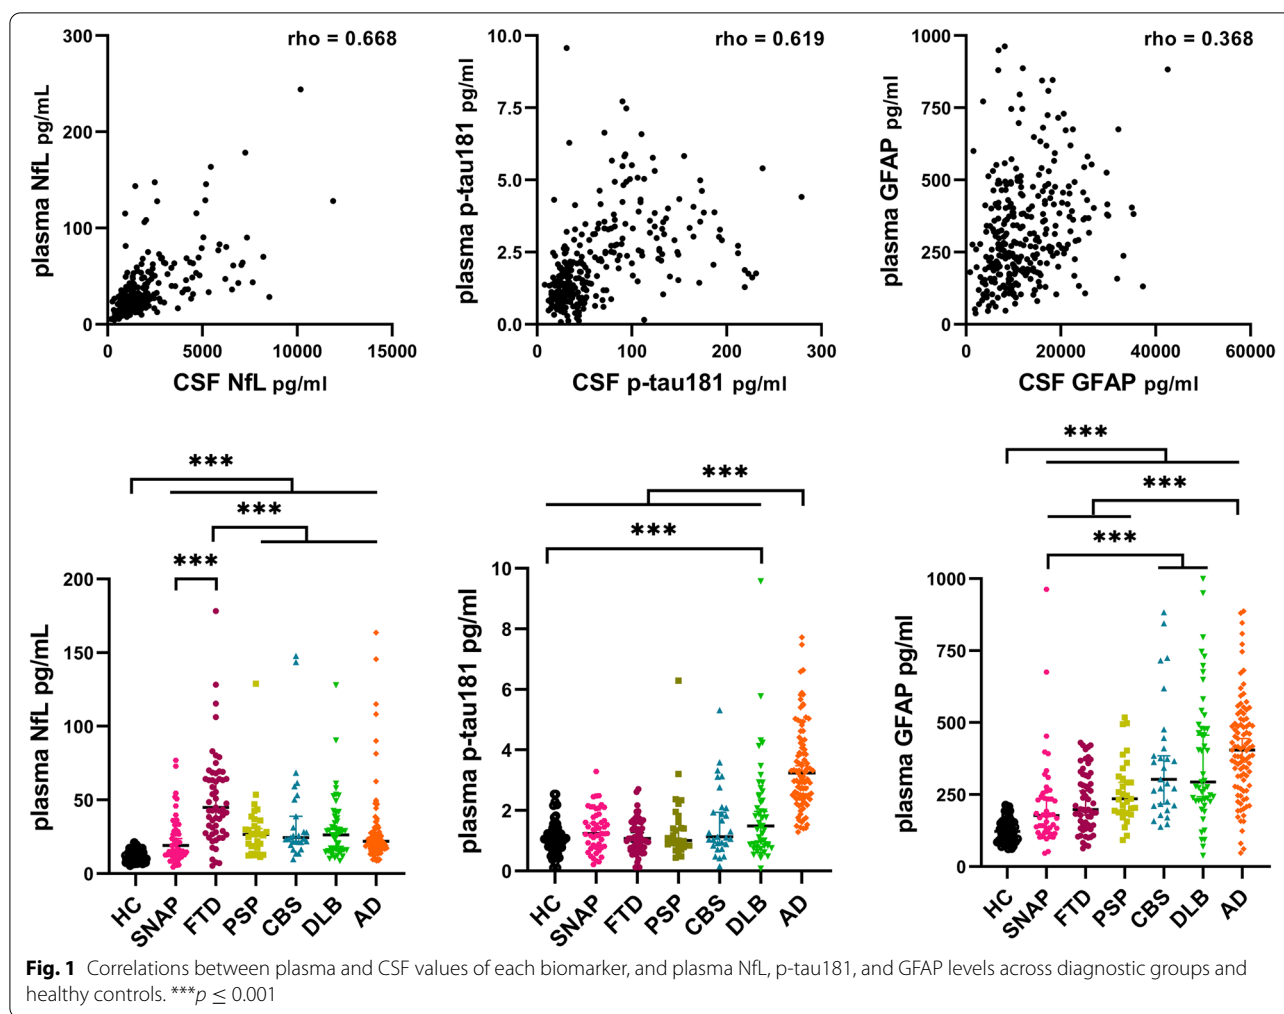 rho = 0.668
300
200
100
0
plasma NfL pg/mL
0 5000 10000 15000
CSF NfL pg/ml
rho = 0.619
10.0
7.5
5.0
2.5
0.0
plasma p-tau181 pg/ml
0 100 200 300
CSF p-tau181 pg/ml
rho = 0.368
1000
750
500
250
0
plasma GFAP pg/ml
0 20000 40000 60000
CSF GFAP pg/ml
***
***
***
200
150
100
50
0
plasma NfL pg/mL
HC SNAP FTD PSP CBS DLB AD
***
***
10
8
6
4
2
0
plasma p-tau181 pg/ml
HC SNAP FTD PSP CBS DLB AD
***
***
***
1000
750
500
250
0
plasma GFAP pg/ml
HC SNAP FTD PSP CBS DLB AD
Fig. 1 Correlations between plasma and CSF values of each biomarker, and plasma NfL, p-tau181, and GFAP levels across diagnostic groups and
healthy controls. ***p ≤ 0.001